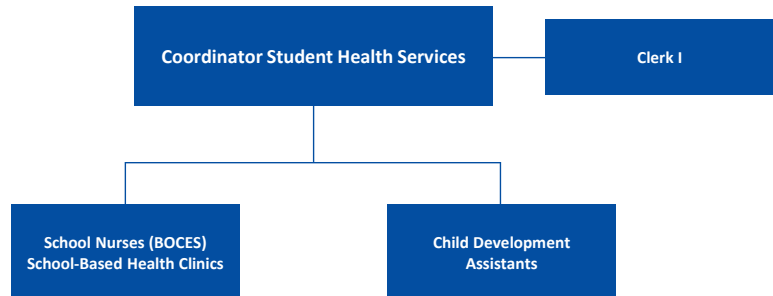 Coordinator Student Health Services
Clerk I
School Nurses (BOCES)
School-Based Health Clinics
Child Development
Assistants